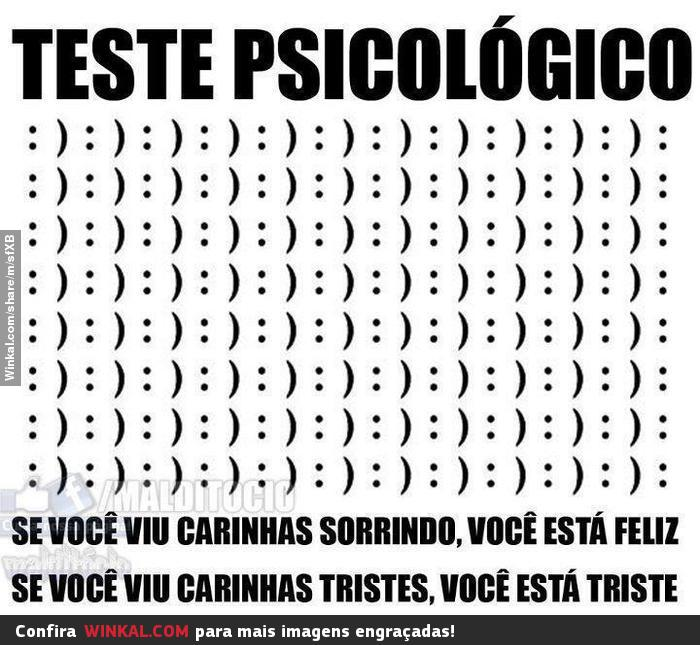 TESTE PSICOLÓGICO
: ) : ) : ) : ) : ) : ) : ) : ) : ) : ) : ) :
: ) : ) : ) : ) : ) : ) : ) : ) : ) : ) : ) :
: ) : ) : ) : ) : ) : ) : ) : ) : ) : ) : ) :
: ) : ) : ) : ) : ) : ) : ) : ) : ) : ) : ) :
: ) : ) : ) : ) : ) : ) : ) : ) : ) : ) : ) :
: ) : ) : ) : ) : ) : ) : ) : ) : ) : ) : ) :
: ) : ) : ) : ) : ) : ) : ) : ) : ) : ) : ) :
: ) : ) : ) : ) : ) : ) : ) : ) : ) : ) : ) :
Winkal.com/share/m/sfXB
/MALDITOCIO
SE VOCÊ VIU CARINHAS SORRINDO, VOCÊ ESTÁ FELIZ
SE VOCÊ VIU CARINHAS TRISTES, VOCÊ ESTÁ TRISTE
Confira WINKAL.COM para mais imagens engraçadas!